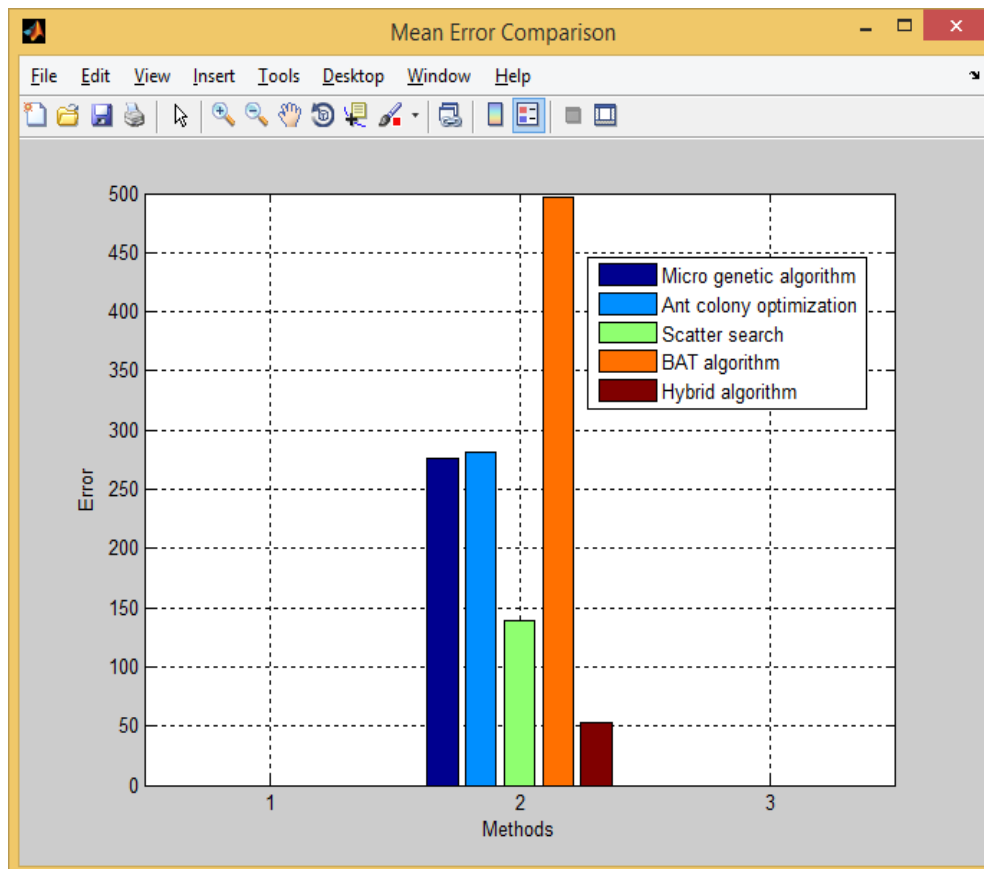 Mean Error Comparison
File Edit View Insert Tools Desktop Window Help
500
450
400
350
300
250
200
150
100
50
0
Error
Micro genetic algorithm
Ant colony optimization
Scatter search
BAT algorithm
Hybrid algorithm
1 2 3
Methods